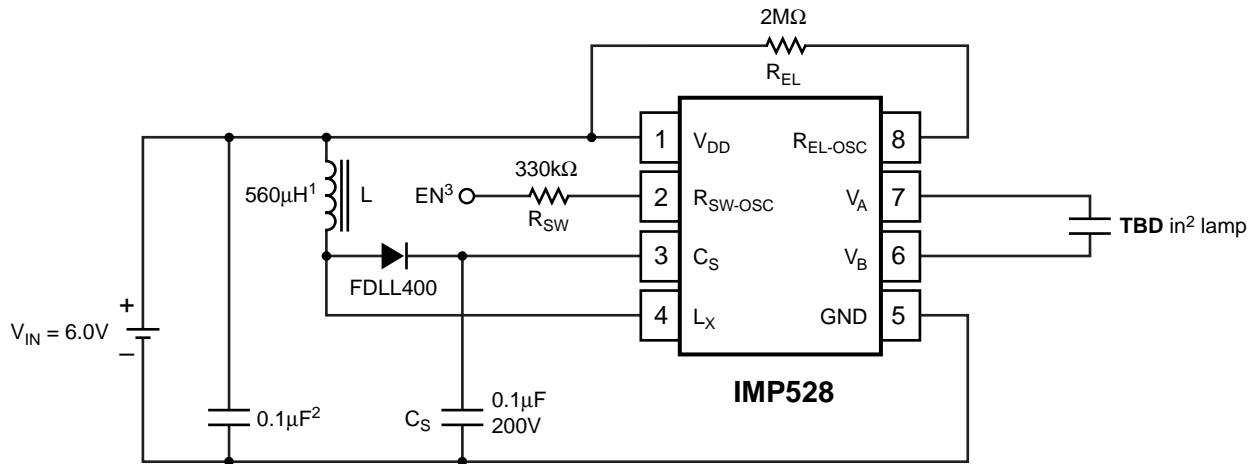 2MΩ
R_EL
1 V_DD R_EL-OSC 8
560μH¹ L EN³ 330kΩ R_SW 2 R_SW-OSC V_A 7
TBD in² lamp
3 C_S V_B 6
FDLL400
4 L_X GND 5
+
V_IN = 6.0V
–
IMP528
0.1μF²
C_S 0.1μF
200V